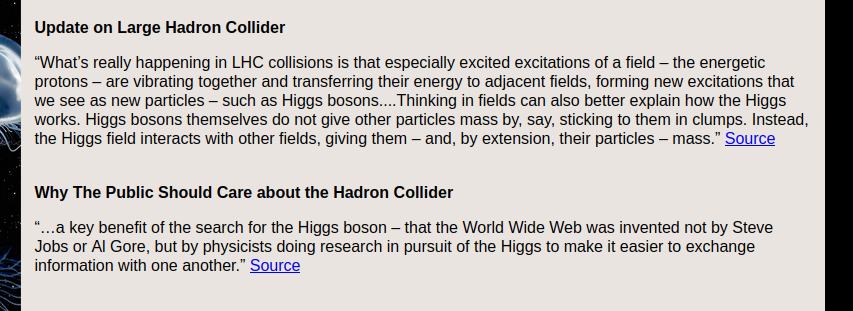 Update on Large Hadron Collider
“What’s really happening in LHC collisions is that especially excited excitations of a field – the energetic
protons – are vibrating together and transferring their energy to adjacent fields, forming new excitations that
we see as new particles – such as Higgs bosons....Thinking in fields can also better explain how the Higgs
works. Higgs bosons themselves do not give other particles mass by, say, sticking to them in clumps. Instead,
the Higgs field interacts with other fields, giving them – and, by extension, their particles – mass.” Source
Why The Public Should Care about the Hadron Collider
“…a key benefit of the search for the Higgs boson – that the World Wide Web was invented not by Steve
Jobs or Al Gore, but by physicists doing research in pursuit of the Higgs to make it easier to exchange
information with one another.” Source